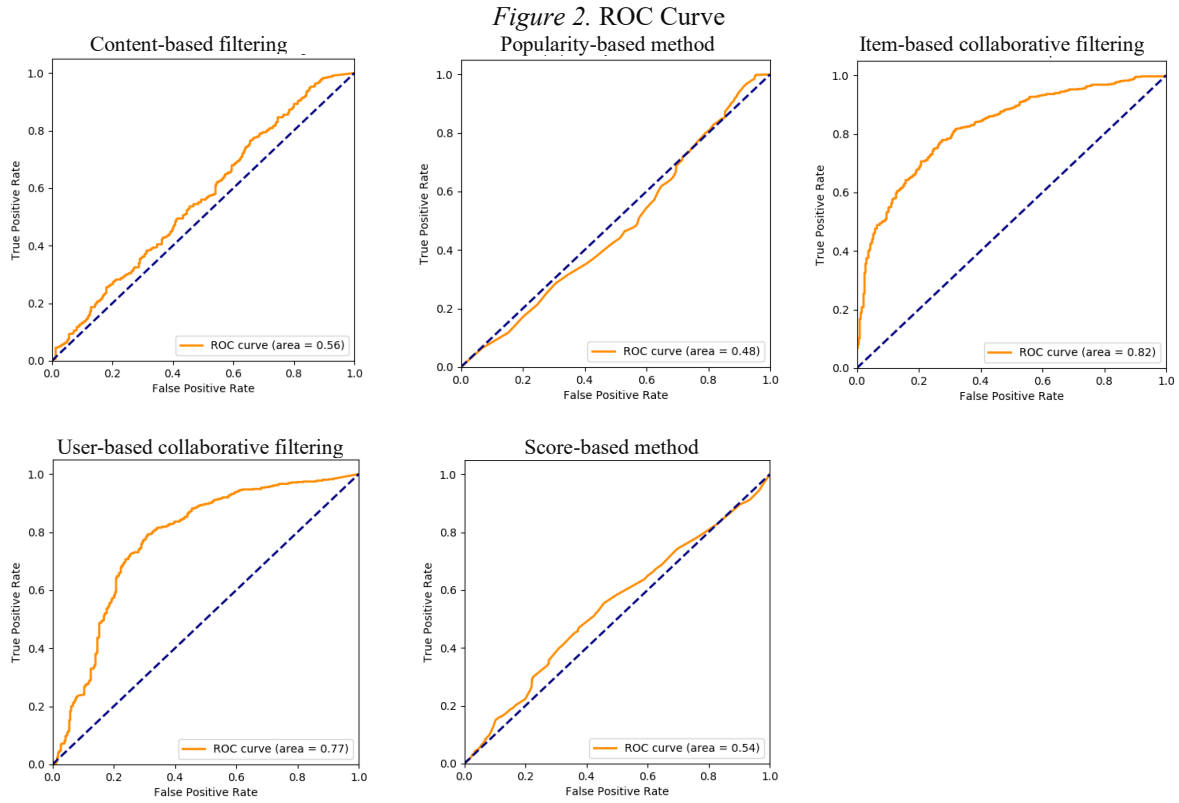 Figure 2. ROC Curve
Content-based filtering
Popularity-based method
Item-based collaborative filtering
True Positive Rate
1.0
0.8
0.6
0.4
0.2
0.0
ROC curve (area = 0.56)
0.0 0.2 0.4 0.6 0.8 1.0
False Positive Rate
True Positive Rate
1.0
0.8
0.6
0.4
0.2
0.0
ROC curve (area = 0.48)
0.0 0.2 0.4 0.6 0.8 1.0
False Positive Rate
True Positive Rate
1.0
0.8
0.6
0.4
0.2
0.0
ROC curve (area = 0.82)
0.0 0.2 0.4 0.6 0.8 1.0
False Positive Rate
User-based collaborative filtering
Score-based method
True Positive Rate
1.0
0.8
0.6
0.4
0.2
0.0
ROC curve (area = 0.77)
0.0 0.2 0.4 0.6 0.8 1.0
False Positive Rate
True Positive Rate
1.0
0.8
0.6
0.4
0.2
0.0
ROC curve (area = 0.54)
0.0 0.2 0.4 0.6 0.8 1.0
False Positive Rate